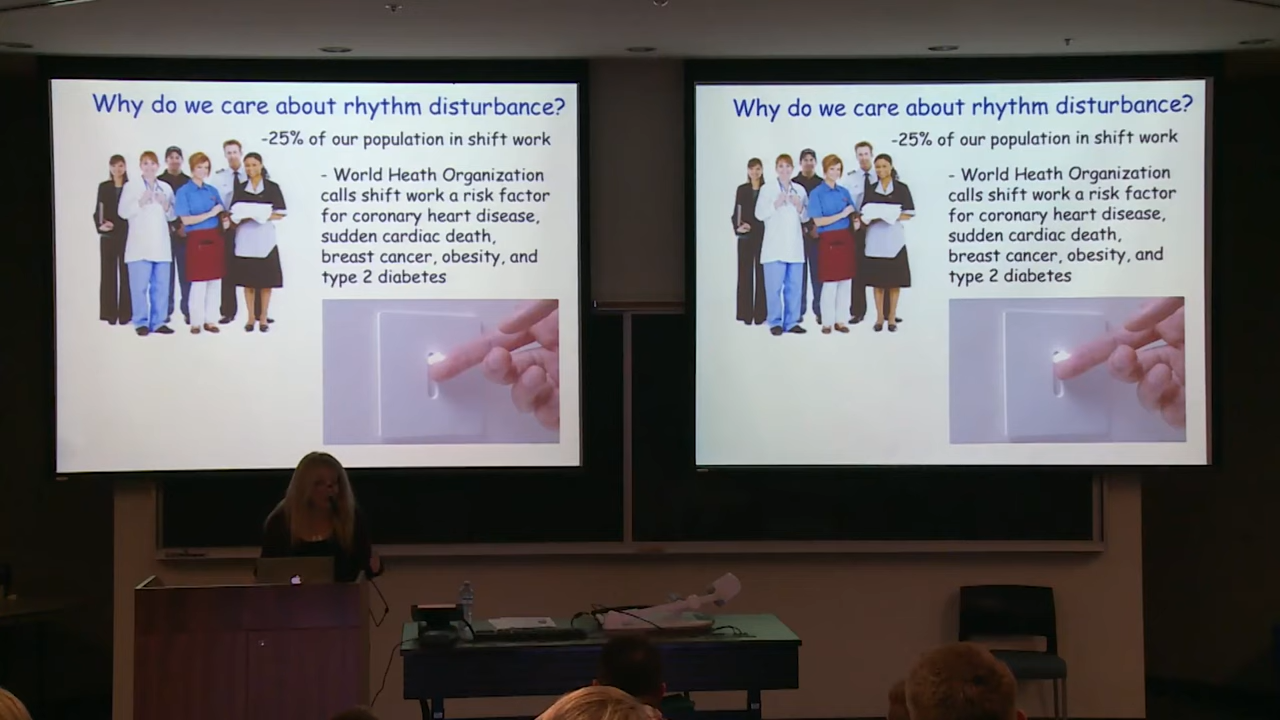 Why do we care about rhythm disturbance?
-25% of our population in shift work
- World Heath Organization
calls shift work a risk factor
for coronary heart disease,
sudden cardiac death,
breast cancer, obesity, and
type 2 diabetes
Why do we care about rhythm disturbance?
-25% of our population in shift work
- World Heath Organization
calls shift work a risk factor
for coronary heart disease,
sudden cardiac death,
breast cancer, obesity, and
type 2 diabetes